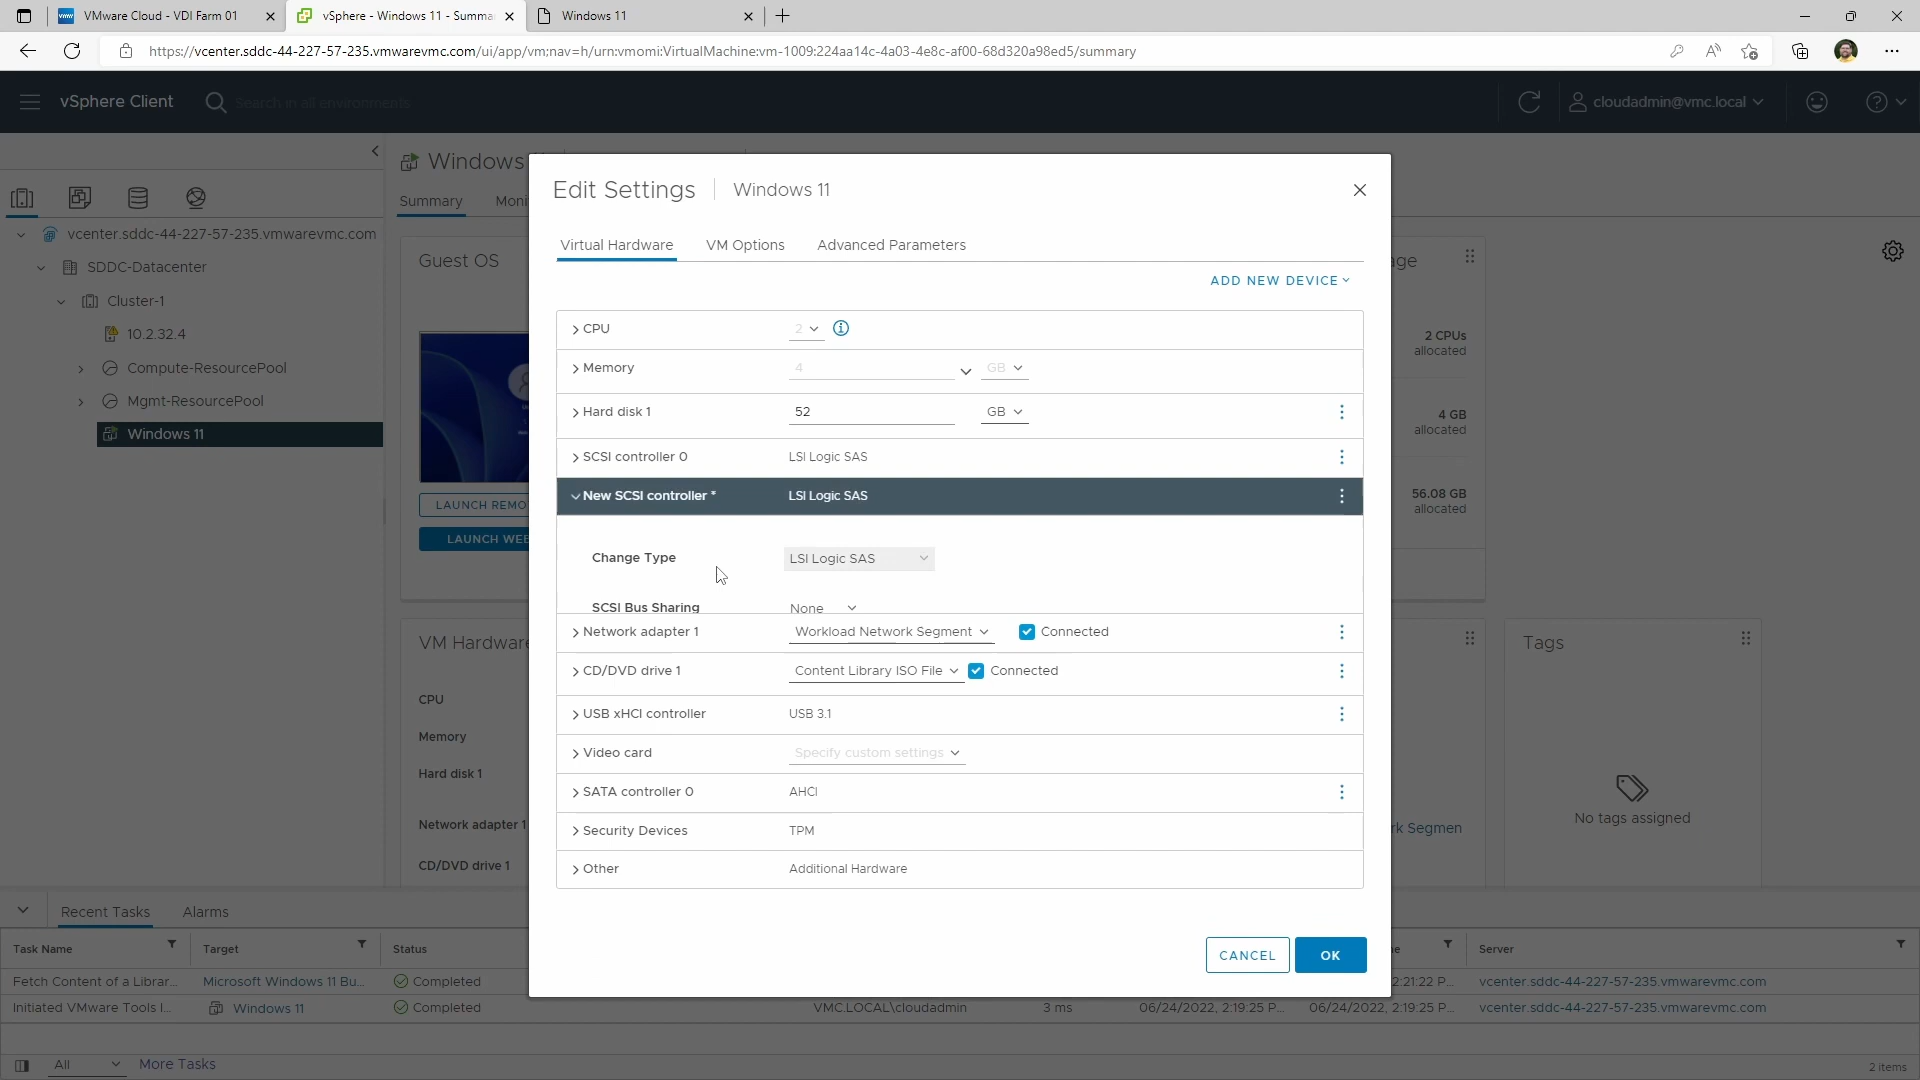 VMware Cloud - VDI Farm 01
vSphere - Windows 11 - Summar
Windows 11
https://vcenter.sddc-44-227-57-235.vmwarevmc.com/ui/app/vm;nav=h/urn:vmomi:VirtualMachine:vm-1009:224aa14c-4a03-4e8c-af00-68d320a98ed5/summary
vSphere Client
Search in all environments
cloudadmin@vmc.local
Windows
Summary
Moni
vcenter.sddc-44-227-57-235.vmwarevmc.com
SDDC-Datacenter
Cluster-1
10.2.32.4
Compute-ResourcePool
Mgmt-ResourcePool
Windows 11
Guest OS
LAUNCH REMO
LAUNCH WEB
VM Hardware
CPU
Memory
Hard disk 1
Network adapter 1
CD/DVD drive 1
Edit Settings
Windows 11
Virtual Hardware
VM Options
Advanced Parameters
ADD NEW DEVICE
CPU
2
Memory
4
GB
Hard disk 1
52
GB
SCSI controller 0
LSI Logic SAS
New SCSI controller *
LSI Logic SAS
Change Type
LSI Logic SAS
SCSI Bus Sharing
None
Network adapter 1
Workload Network Segment
Connected
CD/DVD drive 1
Content Library ISO File
Connected
USB xHCI controller
USB 3.1
Video card
Specify custom settings
SATA controller 0
AHCI
Security Devices
TPM
Other
Additional Hardware
CANCEL
OK
age
2 CPUs
allocated
4 GB
allocated
56.08 GB
allocated
rk Segmen
Tags
No tags assigned
Recent Tasks
Alarms
Task Name
Target
Status
e
Server
Fetch Content of a Librar...
Microsoft Windows 11 Bu...
Completed
2:21:22 P...
vcenter.sddc-44-227-57-235.vmwarevmc.com
Initiated VMware Tools I...
Windows 11
Completed
VMC.LOCAL\cloudadmin
3 ms
06/24/2022, 2:19:25 P...
06/24/2022, 2:19:25 P...
vcenter.sddc-44-227-57-235.vmwarevmc.com
All
More Tasks
2 items